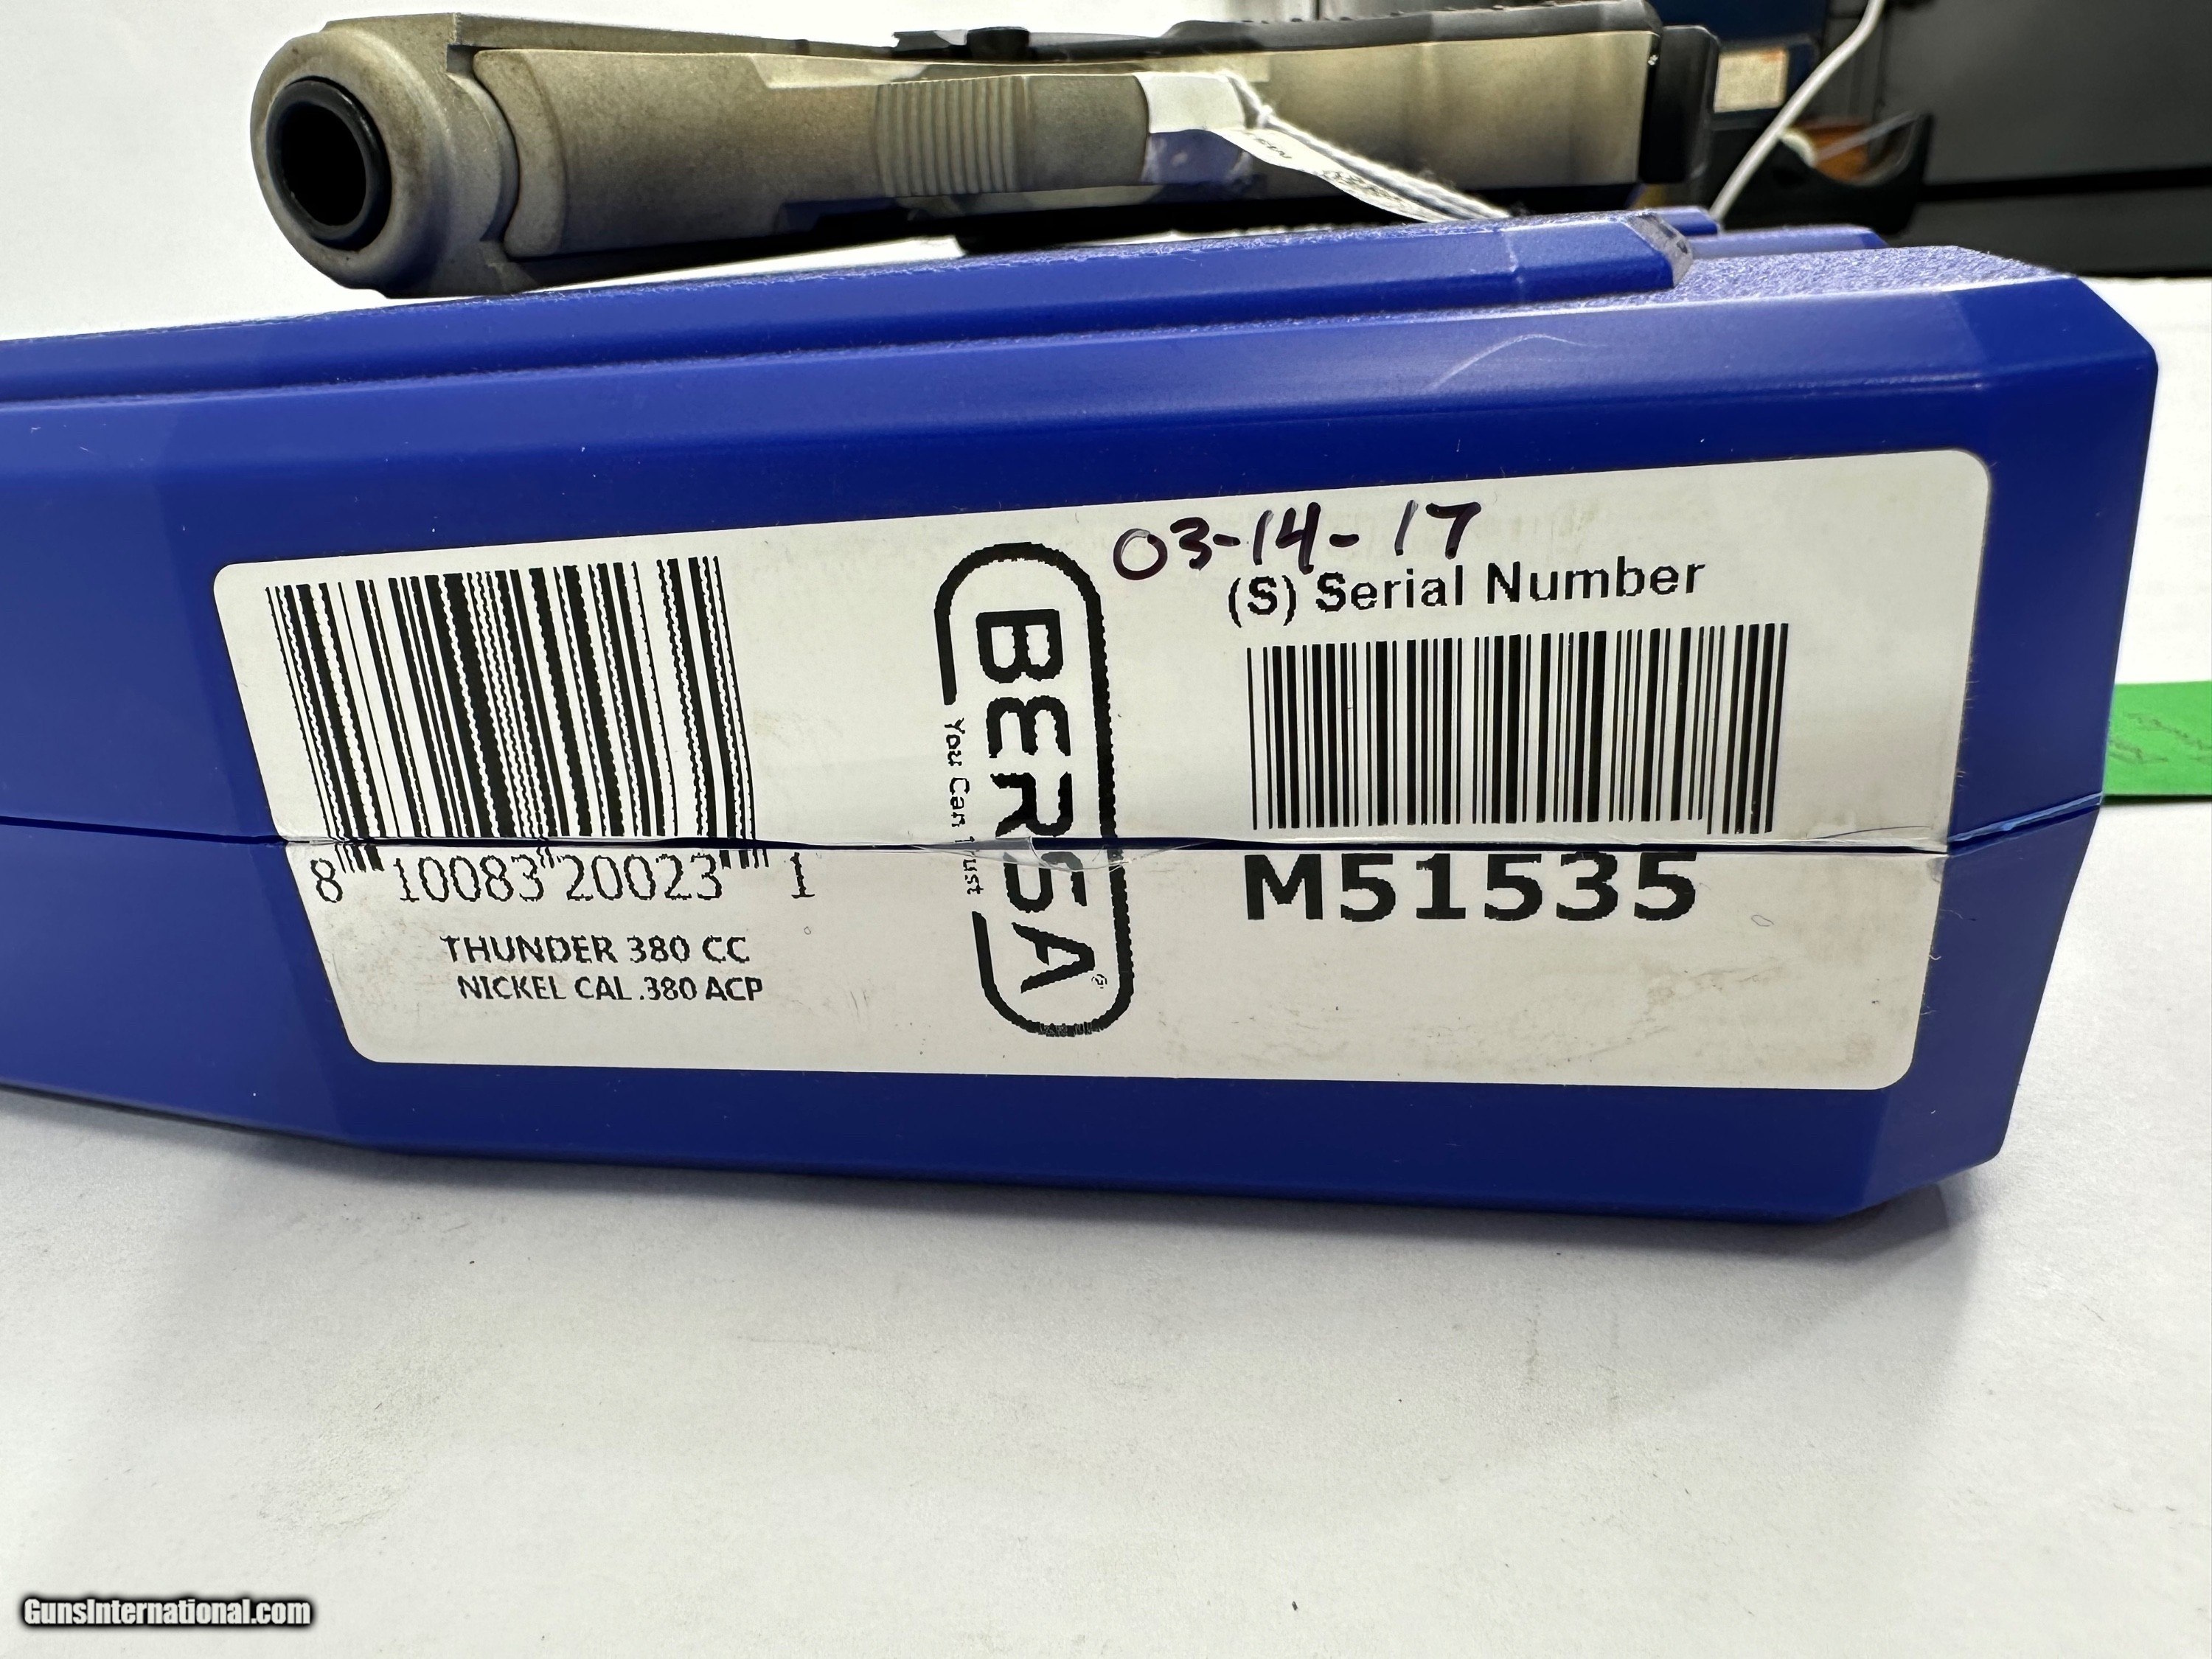 03-14-17
(S) Serial Number
M51535
BERSA®
You Can Trust
8 10083 20023 1
THUNDER 380 CC
NICKEL CAL .380 ACP
GunsInternational.com